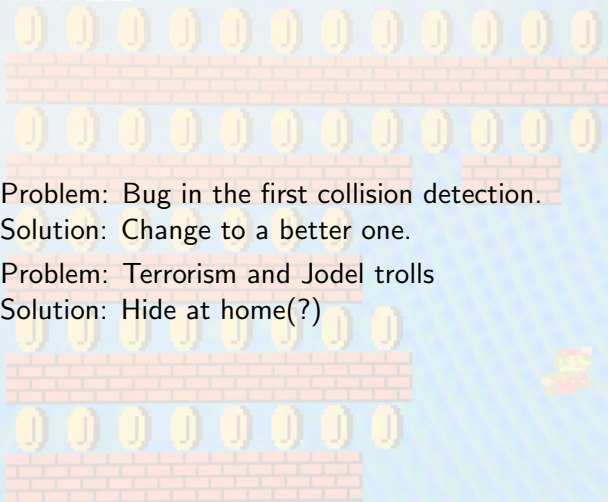 Problem: Bug in the first collision detection.
Solution: Change to a better one.
Problem: Terrorism and Jodel trolls
Solution: Hide at home(?)